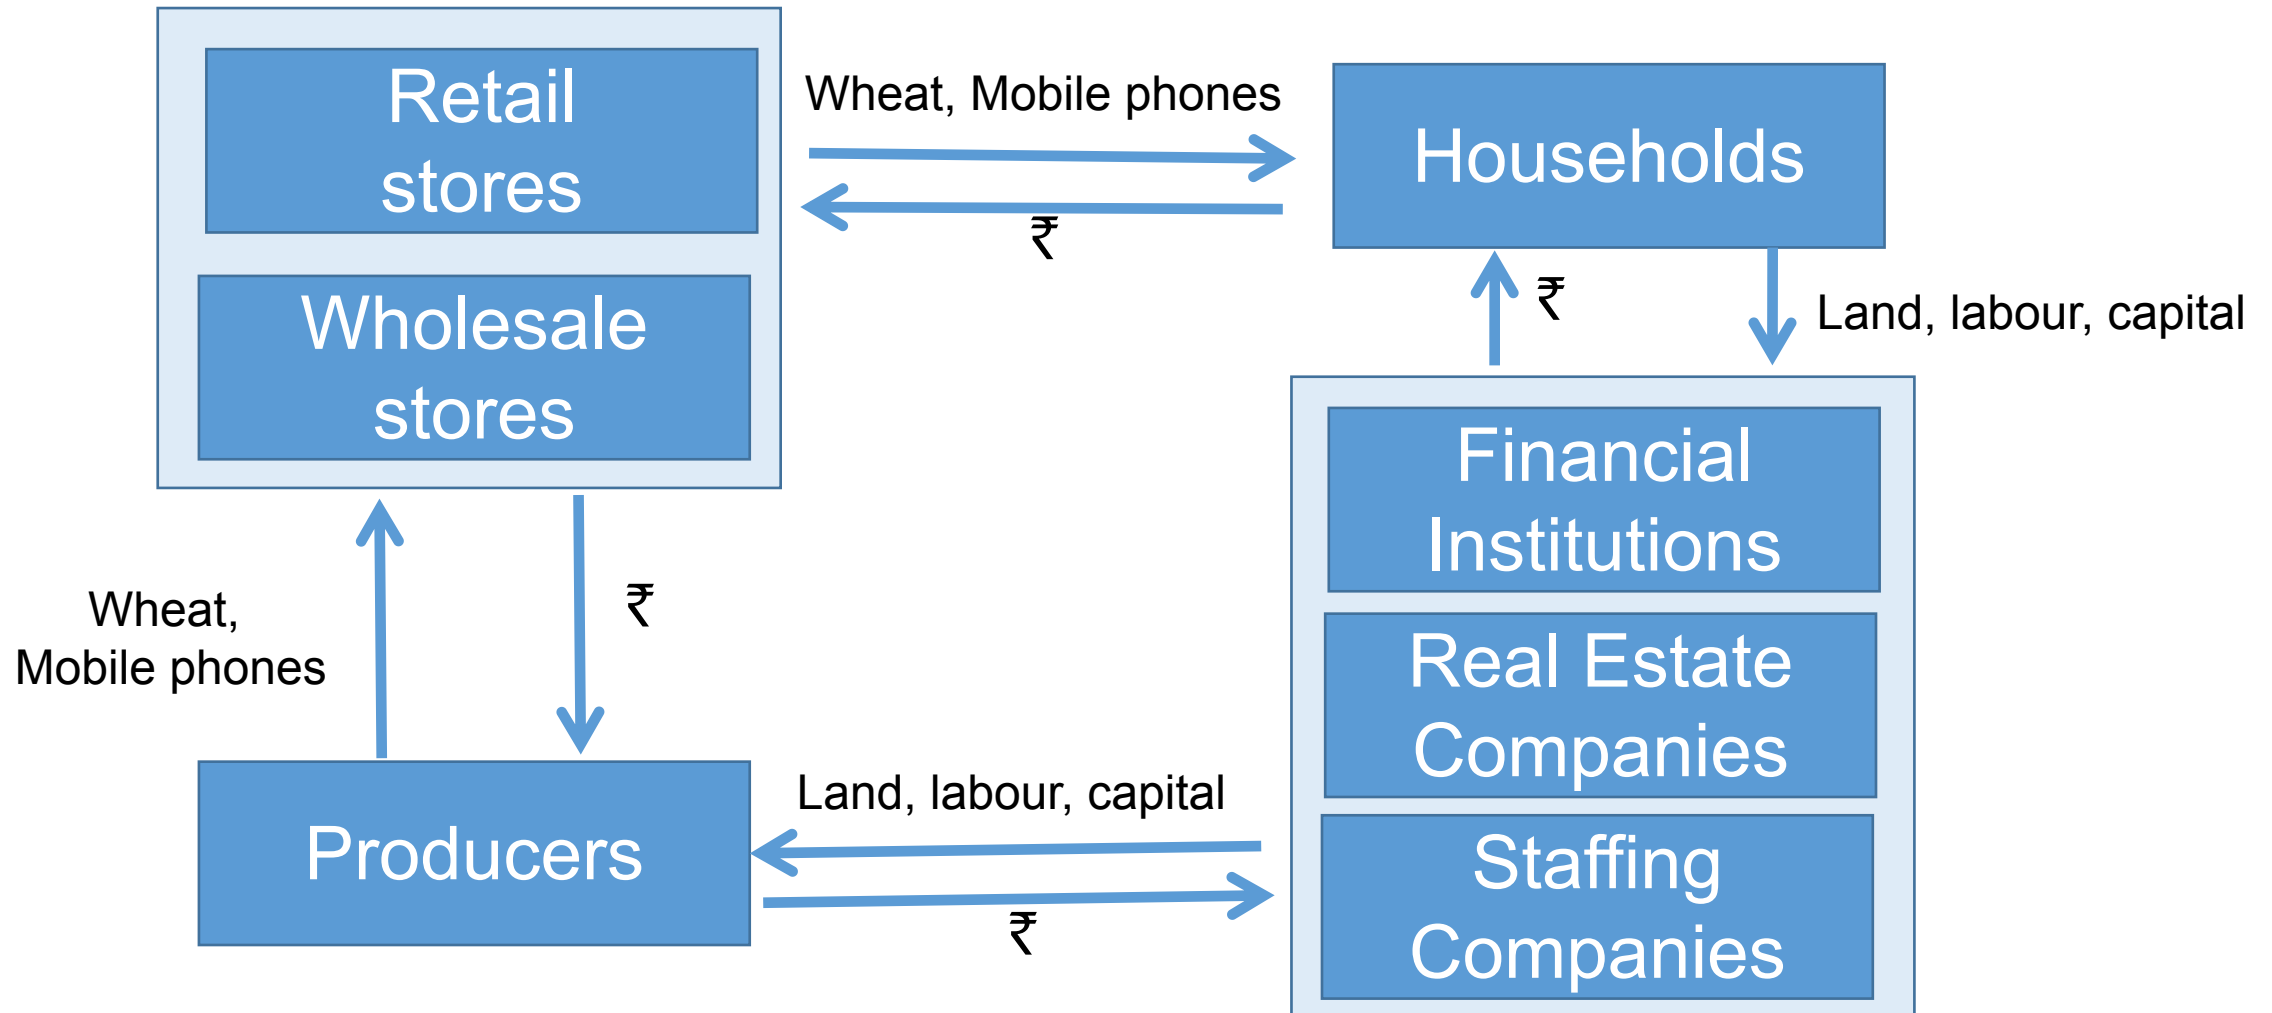 Retail
stores
Wholesale
stores
Wheat, Mobile phones
₹
Households
₹
Land, labour, capital
Financial
Institutions
Real Estate
Companies
Staffing
Companies
Wheat,
Mobile phones
₹
Producers
Land, labour, capital
₹